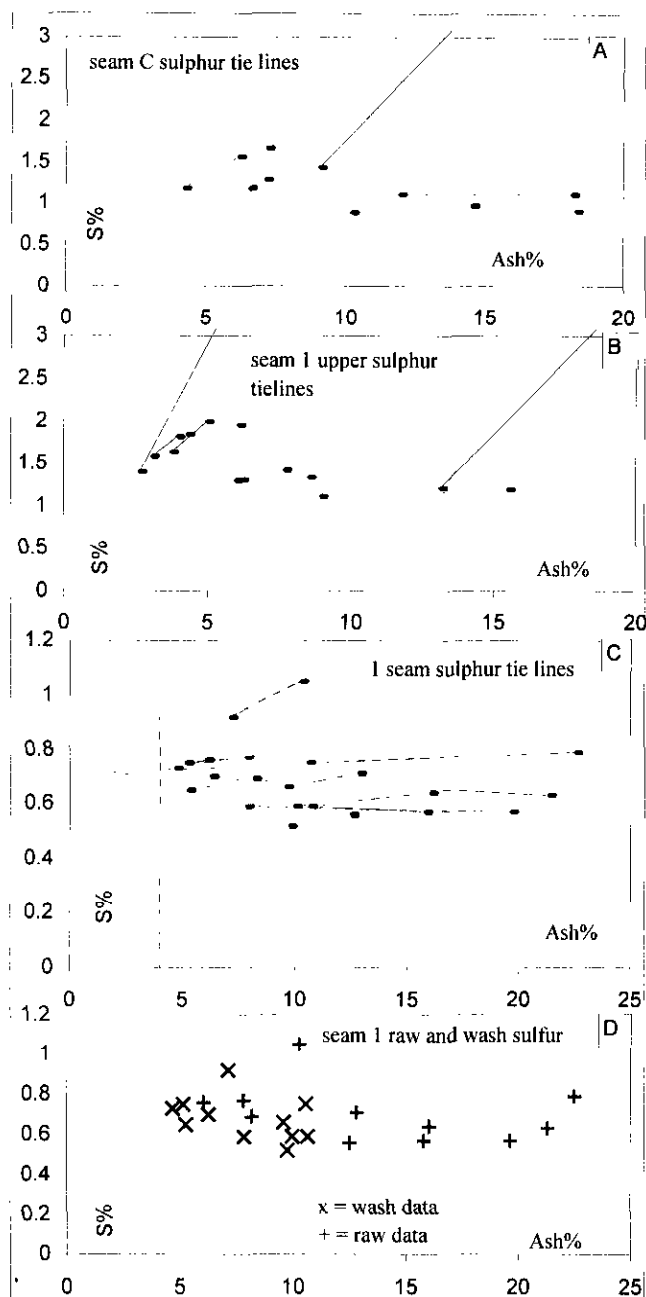 3
A
seam C sulphur tie lines
2.5
2
1.5
1
S%
0.5
Ash%
0
0 5 10 15 20
3
B
seam 1 upper sulphur
tielines
2.5
2
1.5
1
S%
0.5
Ash%
0
0 5 10 15 20
1.2
C
1 seam sulphur tie lines
1
0.8
0.6
0.4
S%
0.2
Ash%
0
0 5 10 15 20 25
1.2
D
seam 1 raw and wash sulfur
1
0.8
0.6
0.4
x = wash data
S%
0.2
+ = raw data
Ash%
0
0 5 10 15 20 25